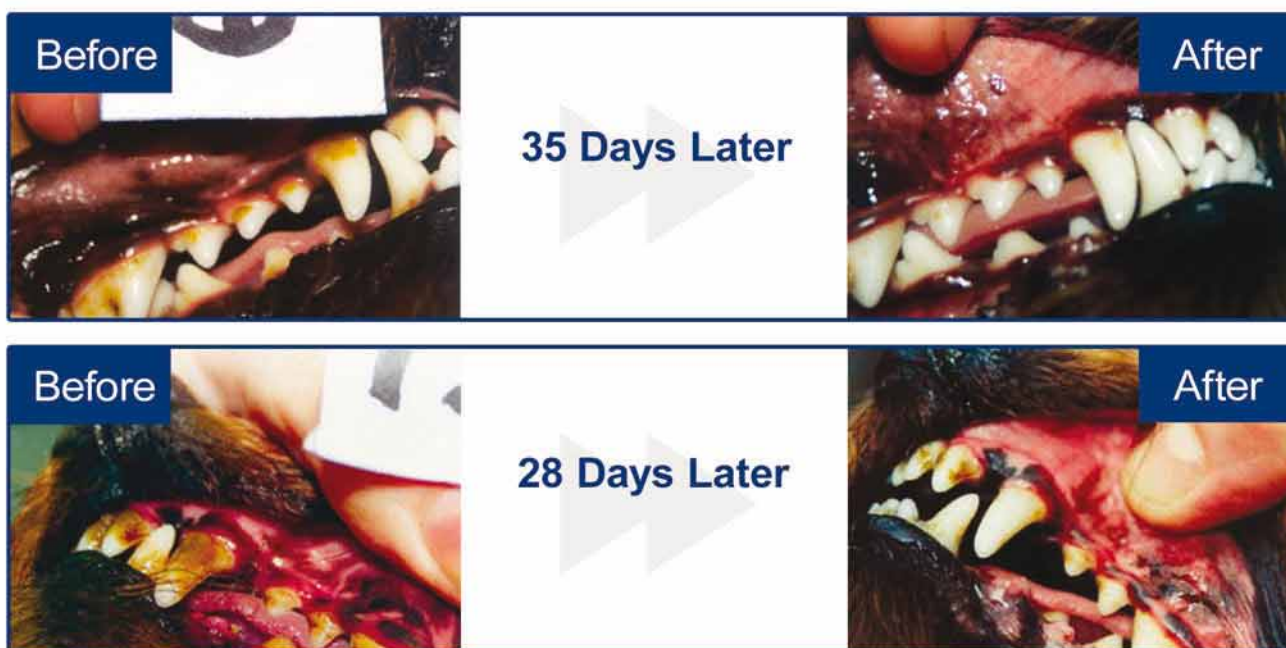 Before
35 Days Later
After
Before
28 Days Later
After